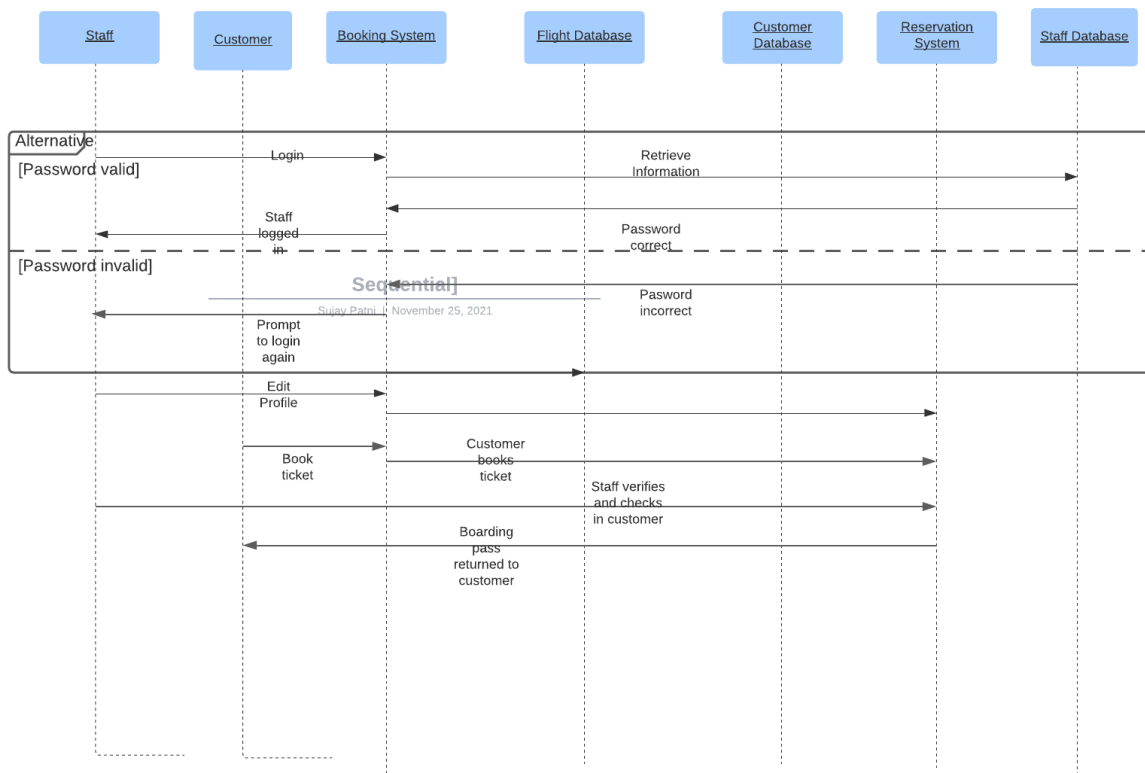 Staff
Customer
Booking System
Flight Database
Customer
Database
Reservation
System
Staff Database
Alternative
[Password valid]
Login
Retrieve
Information
Staff
logged
in
Password
correct
[Password invalid]
Sequential]
Sujay Patni | November 25, 2021
Pasword
incorrect
Prompt
to login
again
Edit
Profile
Book
ticket
Customer
books
ticket
Staff verifies
and checks
in customer
Boarding
pass
returned to
customer